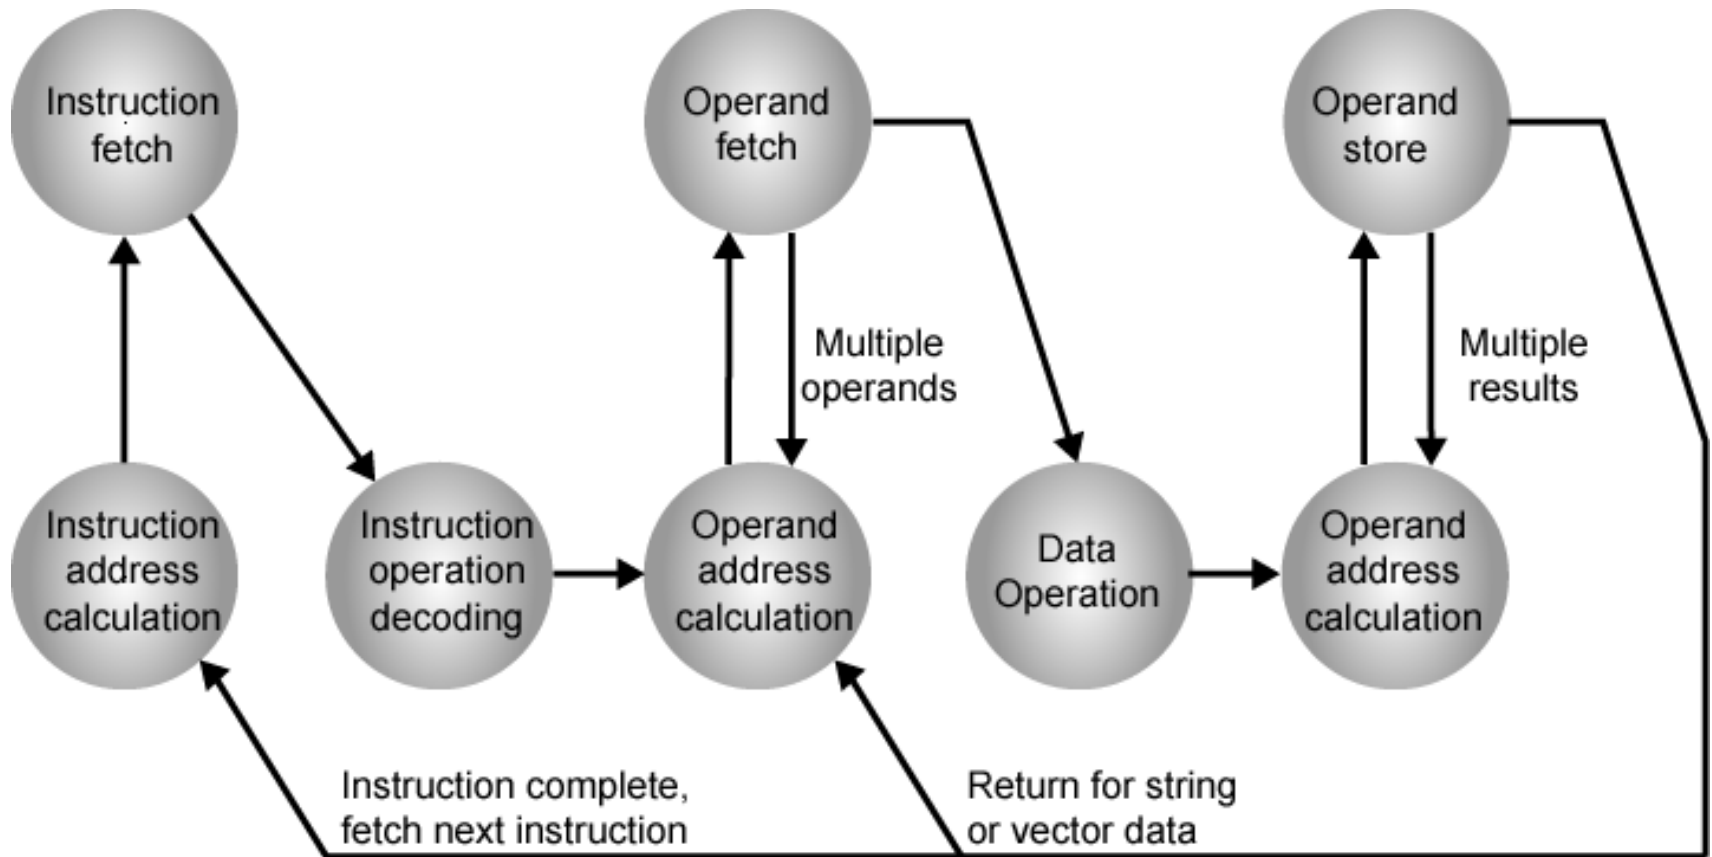 Instruction
fetch
Operand
fetch
Operand
store
Multiple
operands
Multiple
results
Instruction
address
calculation
Instruction
operation
decoding
Operand
address
calculation
Data
Operation
Operand
address
calculation
Instruction complete,
fetch next instruction
Return for string
or vector data